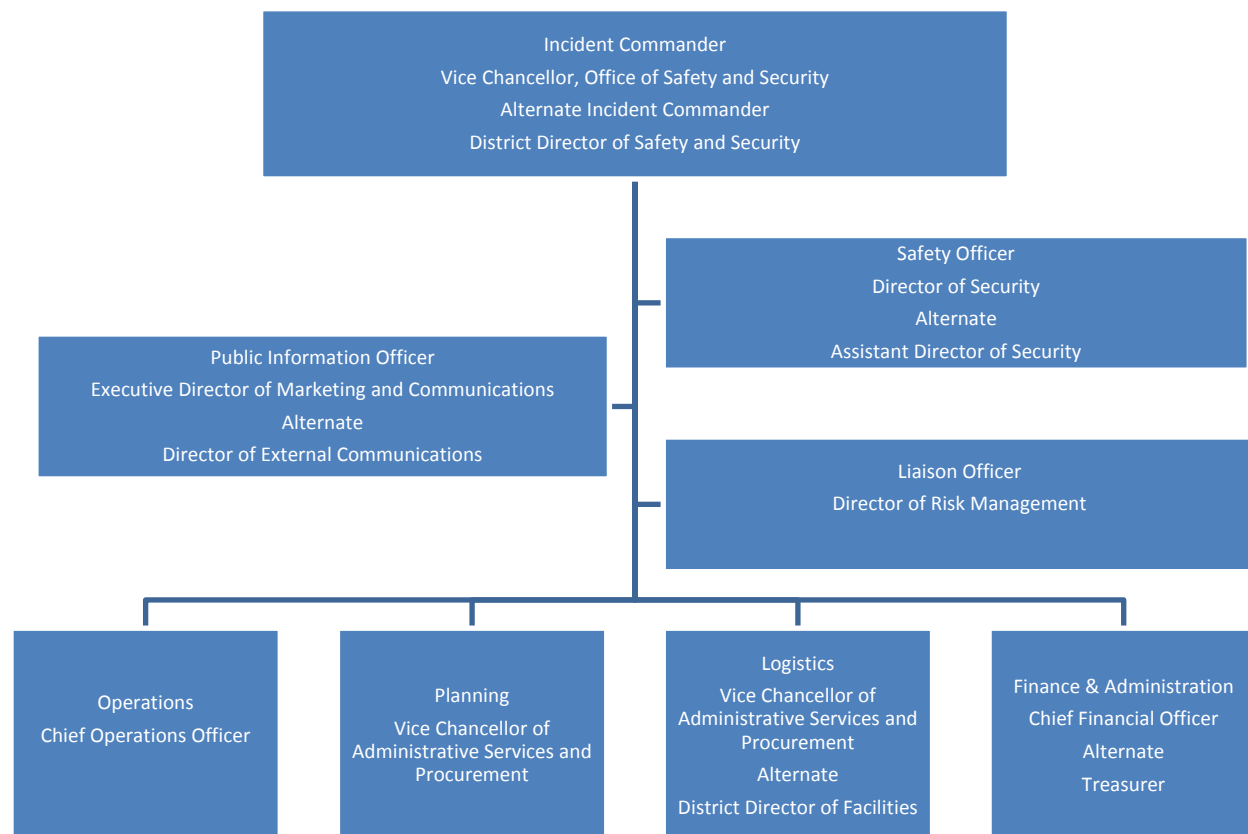 Incident Commander
Vice Chancellor, Office of Safety and Security
Alternate Incident Commander
District Director of Safety and Security
Safety Officer
Director of Security
Alternate
Assistant Director of Security
Public Information Officer
Executive Director of Marketing and Communications
Alternate
Director of External Communications
Liaison Officer
Director of Risk Management
Operations
Chief Operations Officer
Planning
Vice Chancellor of
Administrative Services and
Procurement
Logistics
Vice Chancellor of
Administrative Services and
Procurement
Alternate
District Director of Facilities
Finance & Administration
Chief Financial Officer
Alternate
Treasurer